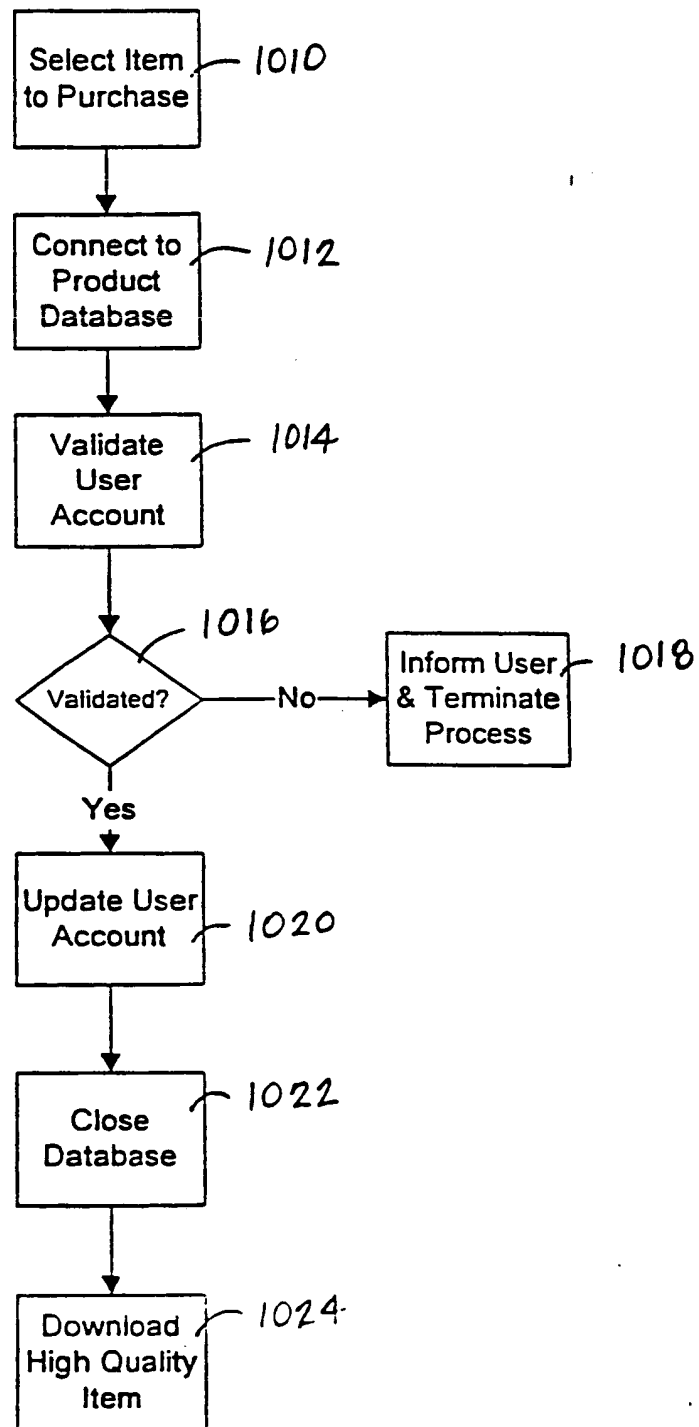 Select Item
to Purchase
1010
Connect to
Product
Database
1012
Validate
User
Account
1014
Validated?
1016
No
Inform User
& Terminate
Process
1018
Yes
Update User
Account
1020
Close
Database
1022
Download
High Quality
Item
1024